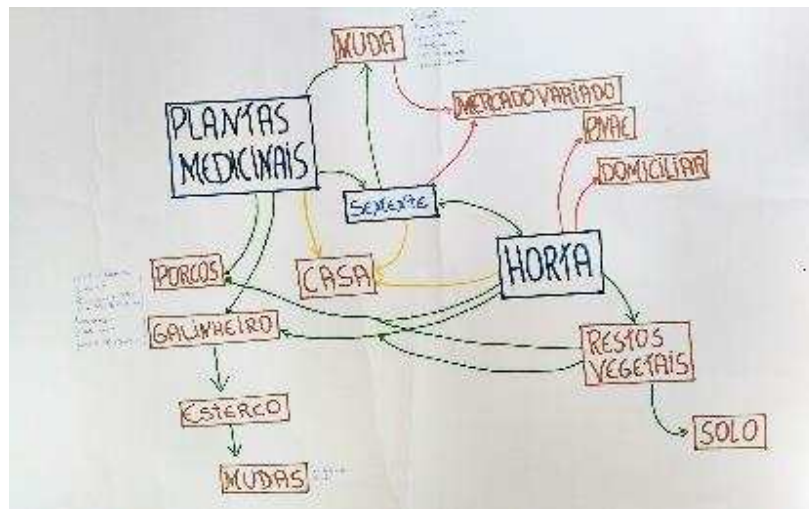 MUDA
MERCADO VARIADO
PNAE
DOMICILIAR
PLANTAS
MEDICINAIS
SEMENTE
HORTA
PORCOS
CASA
GALINHEIRO
RESTOS
VEGETAIS
ESTERCO
SOLO
MUDAS